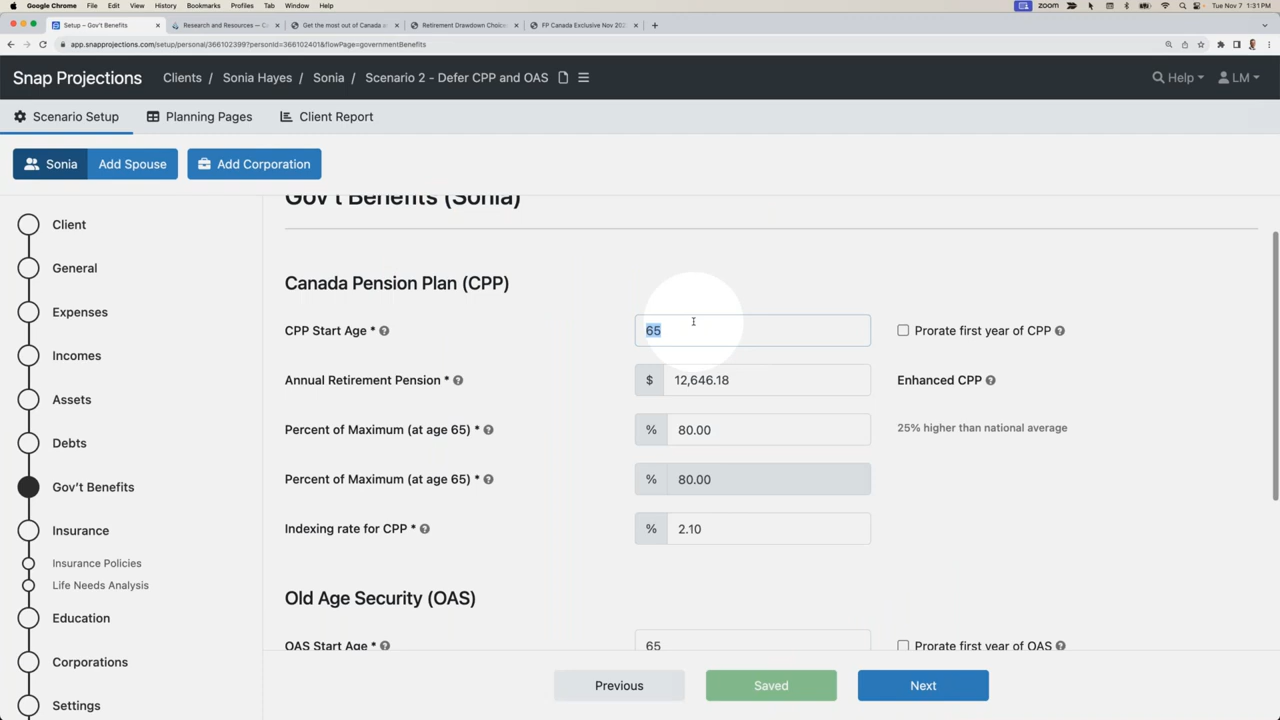 Google Chrome File Edit View History Bookmarks Profiles Tab Window Help
zoom Tue Nov 7 1:31 PM
Setup – Gov't Benefits × Research and Resources — C × Get the most out of Canada a × Retirement Drawdown Choice × FP Canada Exclusive Nov 202 × +
app.snapprojections.com/setup/personal/366102399?personId=366102401&flowPage=governmentBenefits
Snap Projections Clients / Sonia Hayes / Sonia / Scenario 2 - Defer CPP and OAS Help LM
Scenario Setup Planning Pages Client Report
Sonia Add Spouse Add Corporation
Gov't Benefits (Sonia)
Client
General
Expenses
Incomes
Assets
Debts
Gov't Benefits
Insurance
Insurance Policies
Life Needs Analysis
Education
Corporations
Settings
Canada Pension Plan (CPP)
CPP Start Age * ? 65 Prorate first year of CPP ?
Annual Retirement Pension * ? $ 12,646.18 Enhanced CPP ?
Percent of Maximum (at age 65) * ? % 80.00 25% higher than national average
Percent of Maximum (at age 65) * ? % 80.00
Indexing rate for CPP * ? % 2.10
Old Age Security (OAS)
OAS Start Age * ? 65 Prorate first year of OAS ?
Previous Saved Next